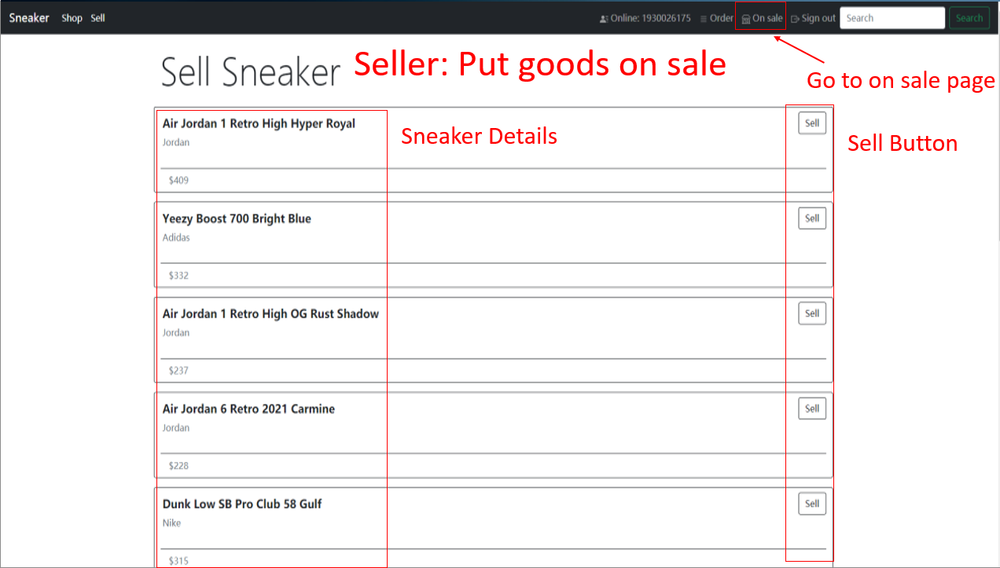 Sneaker Shop Sell Online: 1930026175 Order On sale Sign out Search Search
Sell Sneaker Seller: Put goods on sale
Go to on sale page
Air Jordan 1 Retro High Hyper Royal Sell
Jordan
Sneaker Details
Sell Button
$409
Yeezy Boost 700 Bright Blue Sell
Adidas
$332
Air Jordan 1 Retro High OG Rust Shadow Sell
Jordan
$237
Air Jordan 6 Retro 2021 Carmine Sell
Jordan
$228
Dunk Low SB Pro Club 58 Gulf Sell
Nike
$315